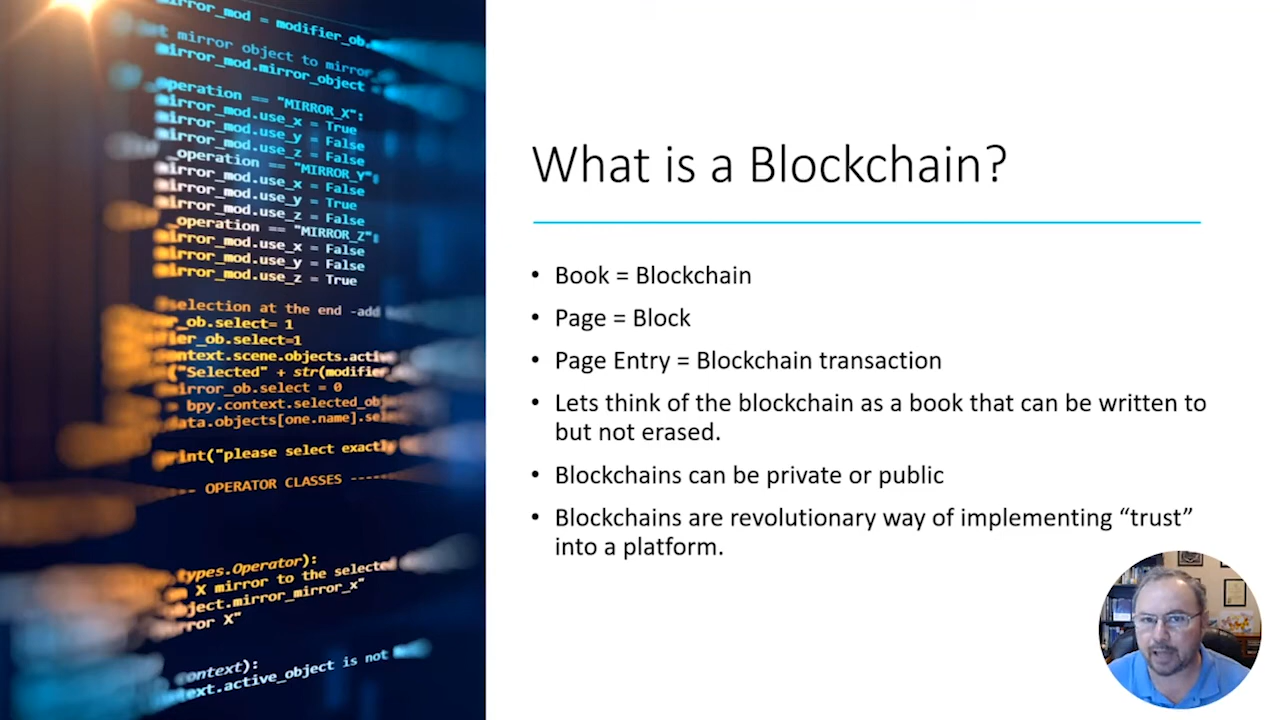 mirror_mod = modifier_ob.
mirror object to mirror
mirror_mod.mirror_object
operation == "MIRROR_X":
mirror_mod.use_x = True
mirror_mod.use_y = False
mirror_mod.use_z = False
_operation == "MIRROR_Y":
mirror_mod.use_x = False
mirror_mod.use_y = True
mirror_mod.use_z = False
_operation == "MIRROR_Z":
mirror_mod.use_x = False
mirror_mod.use_y = False
mirror_mod.use_z = True
selection at the end -add
_ob.select= 1
ier_ob.select=1
ntext.scene.objects.active
("Selected" + str(modifier
mirror_ob.select = 0
= bpy.context.selected_ob
data.objects[one.name].se
print("please select exactly
-- OPERATOR CLASSES ----
types.Operator):
X mirror to the selected
ject.mirror_mirror_x"
ror X"
context):
ext.active_object is not
What is a Blockchain?
• Book = Blockchain
• Page = Block
• Page Entry = Blockchain transaction
• Lets think of the blockchain as a book that can be written to
but not erased.
• Blockchains can be private or public
• Blockchains are revolutionary way of implementing “trust”
into a platform.